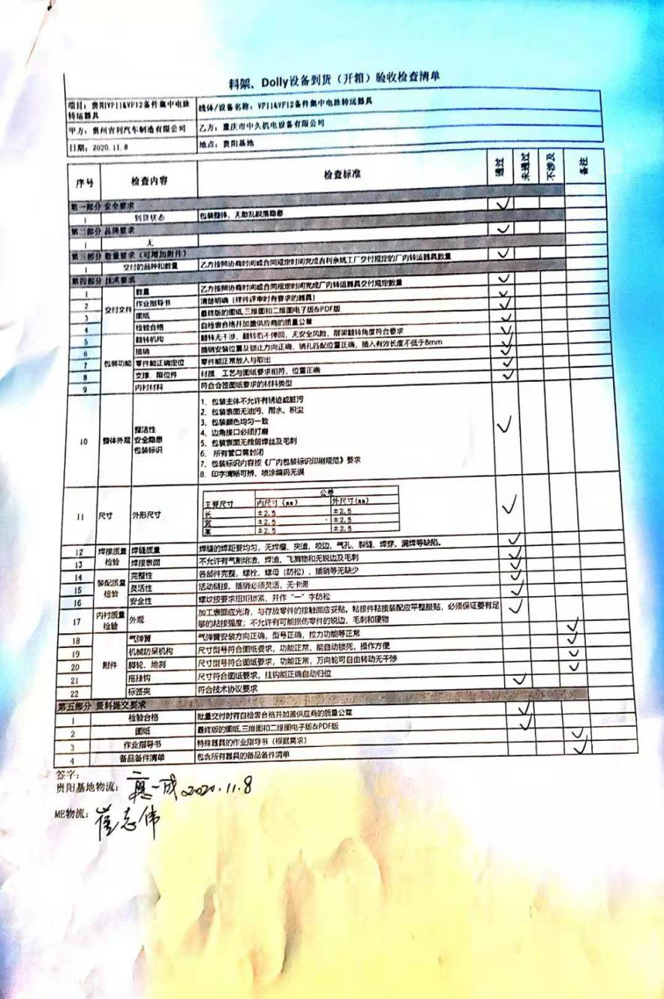 料架、Dolly设备到货（开箱）验收检查清单
项目：贵阳VF11&VF12备件集中电泳转运器具 线体/设备名称：VF11&VF12备件集中电泳转运器具
甲方：贵州吉利汽车制造有限公司 乙方：重庆市中久机电设备有限公司
日期：2020.11.8 地点：贵阳基地
序号 检查内容 检查标准 通过 未通过 不涉及 备注
第一部分 安全要求
1 到货状态 包装整体，无散乱脱落隐患 ✓
第二部分 品牌要求
1 无 ✓
第三部分 数量要求（可增加附件）
1 交付的品种和数量 乙方按照协商时间或合同规定时间完成吉利余姚工厂交付规定的厂内转运器具数量 ✓
第四部分 技术要求
1 交付文件 数量 乙方按照协商时间或合同规定时间完成厂内转运器具交付规定数量 ✓
2 作业指导书 清楚明确（样件评审时有要求的器具） ✓
3 图纸 最终版的图纸,三维图和二维图电子版&PDF版 ✓
4 检验合格 自检表合格并加盖供应商的质量公章 ✓
5 包装功能 翻转机构 翻转无干涉，翻转后不弹回，无安全风险，层架翻转角度符合要求 ✓
6 插销 插销安装位置及锁止方向正确，销孔匹配位置正确，插入有效长度不低于8mm ✓
7 零件能正确定位 零件能正常放入与取出 ✓
8 支撑、限位件 材质、工艺与图纸要求相符，位置正确 ✓
9 内衬材料 符合会签图纸要求的材料类型 ✓
10 整体外观 整洁性 安全隐患 包装标识 ✓
1、包装主体不允许有锈迹或脏污
2、包装表面无油污、雨水、积尘
3、包装颜色均匀一致
4、边角接口必须打磨
5、包装表面无残留焊丝及毛刺
6、所有管口需封闭
7、包装标识内容按《厂内包装标识印刷规范》要求
8、印字清晰可辨、喷涂编码无误
11 尺寸 外形尺寸 ✓
公差
主要尺寸 内尺寸（mm） 外尺寸(mm)
长 ±2.5 ±2.5
宽 ±2.5 ±2.5
高 ±2.5 ±2.5
12 焊接质量检验 焊缝质量 焊缝的焊距要均匀，无焊瘤、夹渣、咬边、气孔、裂缝、焊穿、漏焊等缺陷。 ✓
13 焊接表面 不允许有气割熔渣、焊渣、飞溅物和无锐边及毛刺 ✓
14 装配质量检验 完整性 各部件完整，螺栓、螺母（防松）、插销等无缺少 ✓
15 灵活性 活动链接、插销必须灵活，无卡滞 ✓
16 安全性 螺纹按要求扭矩锁紧，并作“一”字防松 ✓
17 内衬质量检验 外观 加工表面应光滑，与存放零件的接触面应妥贴。粘接件粘接装配应平整服贴，必须保证要有足
够的粘接强度；不允许有可能损伤零件的锐边、毛刺和硬物 ✓
18 附件 气弹簧 气弹簧安装方向正确，型号正确，拉力功能等正常 ✓
19 机械防呆机构 尺寸型号符合图纸要求，功能正常，能自动锁死，操作方便 ✓
20 脚轮、地刹 尺寸型号符合图纸要求，功能正常，万向轮可自由转动无干涉 ✓
21 拖挂钩 尺寸符合图纸要求，挂钩能正确自动归位 ✓
22 标签夹 符合技术协议要求 ✓
第五部分 资料提交要求
1 检验合格 批量交付时有自检表合格并加盖供应商的质量公章 ✓
2 图纸 最终版的图纸,三维图和二维图电子版&PDF版 ✓
3 作业指导书 特殊器具的作业指导书（根据需求） ✓
4 备品备件清单 包含所有器具的备品备件清单 ✓
签字：
贵阳基地物流： 一成 2020.11.8
ME物流：崔志伟